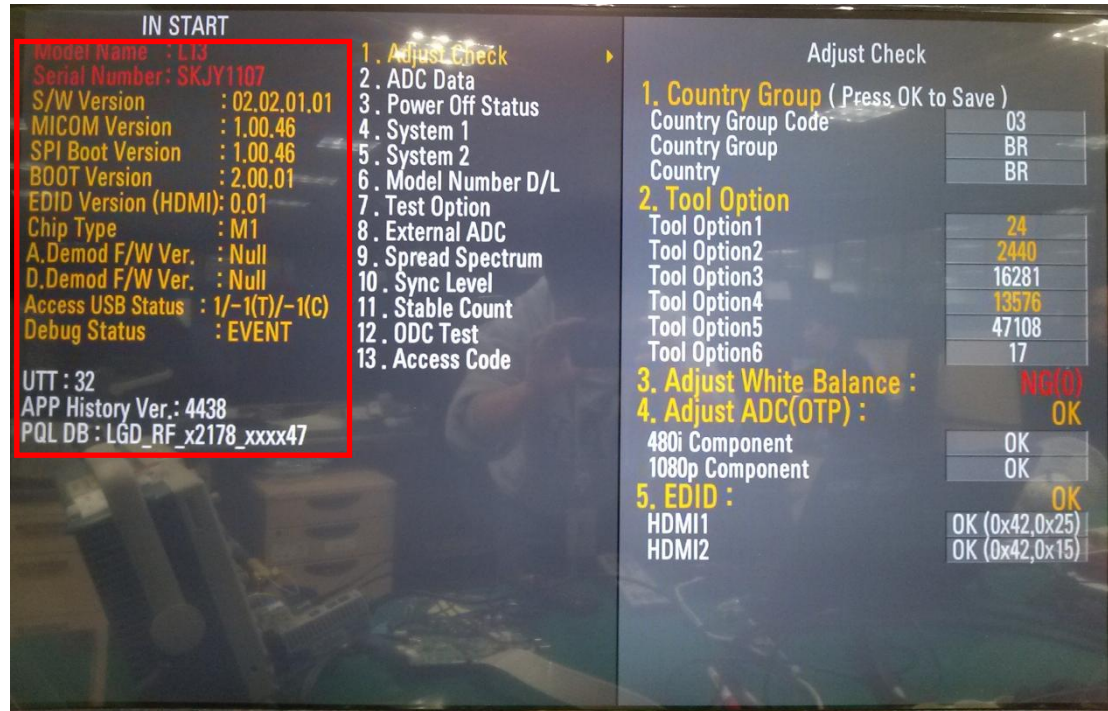 IN START
Model Name : LT3
Serial Number : SKJY1107
S/W Version : 02.02.01.01
MICOM Version : 1.00.46
SPI Boot Version : 1.00.46
BOOT Version : 2.00.01
EDID Version (HDMI): 0.01
Chip Type : M1
A.Demod F/W Ver. : Null
D.Demod F/W Ver. : Null
Access USB Status : 1/-1(T)/-1(C)
Debug Status : EVENT
UTT : 32
APP History Ver.: 4438
PQL DB : LGD_RF_x2178_xxxx47
1 . Adjust Check
2 . ADC Data
3 . Power Off Status
4 . System 1
5 . System 2
6 . Model Number D/L
7 . Test Option
8 . External ADC
9 . Spread Spectrum
10 . Sync Level
11 . Stable Count
12 . ODC Test
13 . Access Code
Adjust Check
1. Country Group ( Press OK to Save )
Country Group Code 03
Country Group BR
Country BR
2. Tool Option
Tool Option1 24
Tool Option2 2440
Tool Option3 16281
Tool Option4 13576
Tool Option5 47108
Tool Option6 17
3. Adjust White Balance : NG(0)
4. Adjust ADC(OTP) : OK
480i Component OK
1080p Component OK
5. EDID : OK
HDMI1 OK (0x42,0x25)
HDMI2 OK (0x42,0x15)